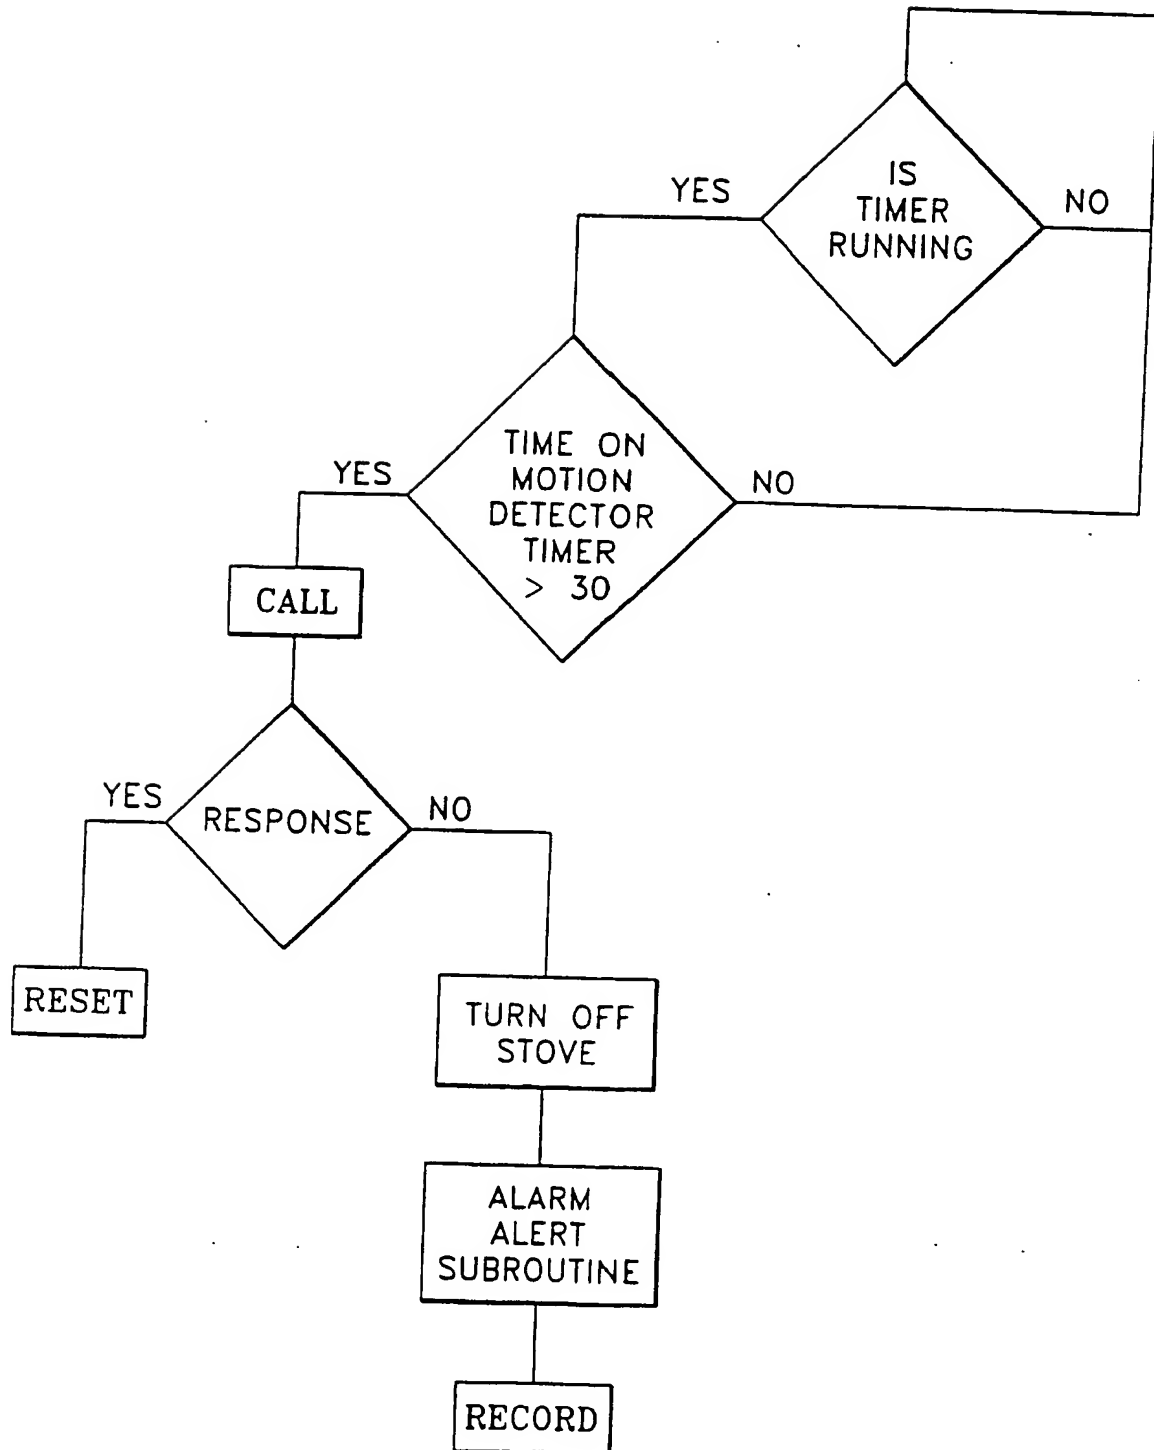 IS
TIMER
RUNNING
YES
NO
TIME ON
MOTION
DETECTOR
TIMER
> 30
YES
NO
CALL
RESPONSE
YES
NO
RESET
TURN OFF
STOVE
ALARM
ALERT
SUBROUTINE
RECORD